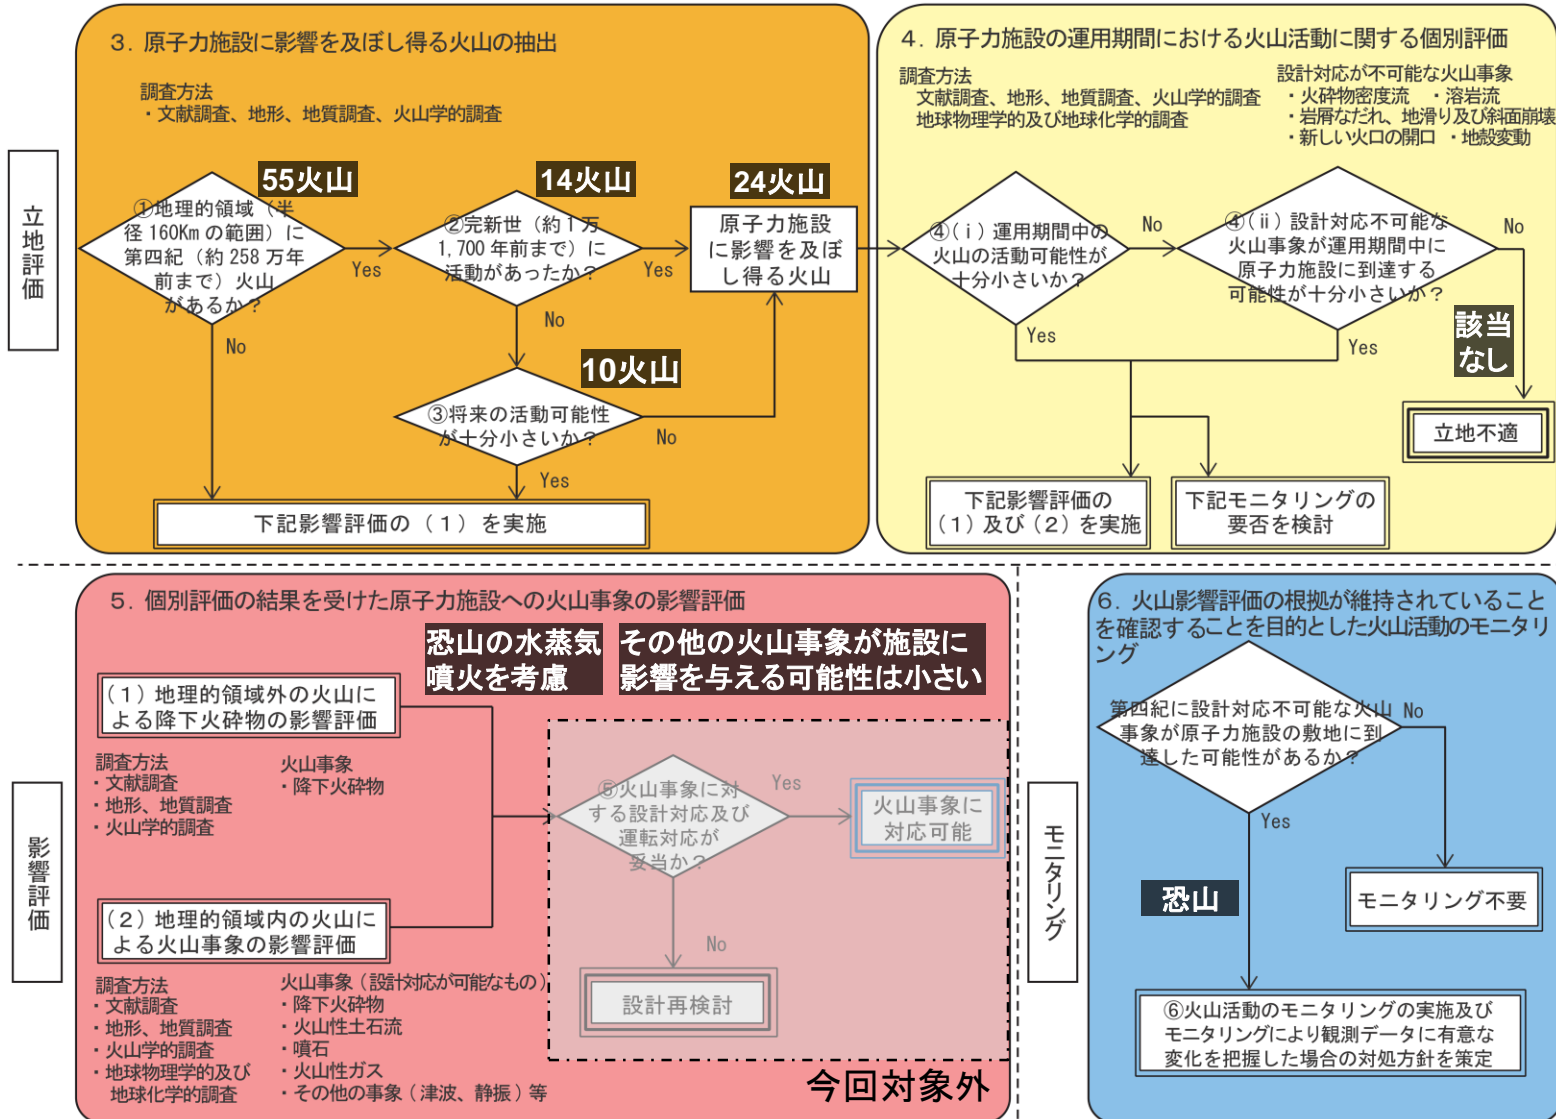 立地評価
3．原子力施設に影響を及ぼし得る火山の抽出
調査方法
・文献調査、地形、地質調査、火山学的調査
55火山
①地理的領域（半
径160Kmの範囲）に
第四紀（約258万年
前まで）火山
があるか？
Yes
No
14火山
②完新世（約1万
1,700年前まで）に
活動があったか？
Yes
No
24火山
原子力施設
に影響を及ぼ
し得る火山
10火山
③将来の活動可能性
が十分小さいか？
No
Yes
下記影響評価の（1）を実施
4．原子力施設の運用期間における火山活動に関する個別評価
調査方法
文献調査、地形、地質調査、火山学的調査
地球物理学的及び地球化学的調査
設計対応が不可能な火山事象
・火砕物密度流　・溶岩流
・岩屑なだれ、地滑り及び斜面崩壊
・新しい火口の開口　・地殻変動
④(ⅰ）運用期間中の
火山の活動可能性が
十分小さいか？
No
Yes
④(ⅱ）設計対応不可能な
火山事象が運用期間中に
原子力施設に到達する
可能性が十分小さいか？
No
Yes
該当
なし
立地不適
下記影響評価の
（1）及び（2）を実施
下記モニタリングの
要否を検討
影響評価
5．個別評価の結果を受けた原子力施設への火山事象の影響評価
恐山の水蒸気
噴火を考慮
その他の火山事象が施設に
影響を与える可能性は小さい
（1）地理的領域外の火山に
よる降下火砕物の影響評価
調査方法
・文献調査
・地形、地質調査
・火山学的調査
火山事象
・降下火砕物
⑤火山事象に対
する設計対応及び
運転対応が
妥当か？
Yes
火山事象に
対応可能
No
設計再検討
（2）地理的領域内の火山に
よる火山事象の影響評価
調査方法
・文献調査
・地形、地質調査
・火山学的調査
・地球物理学的及び
地球化学的調査
火山事象（設計対応が可能なもの）
・降下火砕物
・火山性土石流
・噴石
・火山性ガス
・その他の事象（津波、静振）等
今回対象外
モニタリング
6．火山影響評価の根拠が維持されていること
を確認することを目的とした火山活動のモニタリ
ング
第四紀に設計対応不可能な火山
事象が原子力施設の敷地に到
達した可能性があるか？
No
Yes
恐山
モニタリング不要
⑥火山活動のモニタリングの実施及び
モニタリングにより観測データに有意な
変化を把握した場合の対処方針を策定